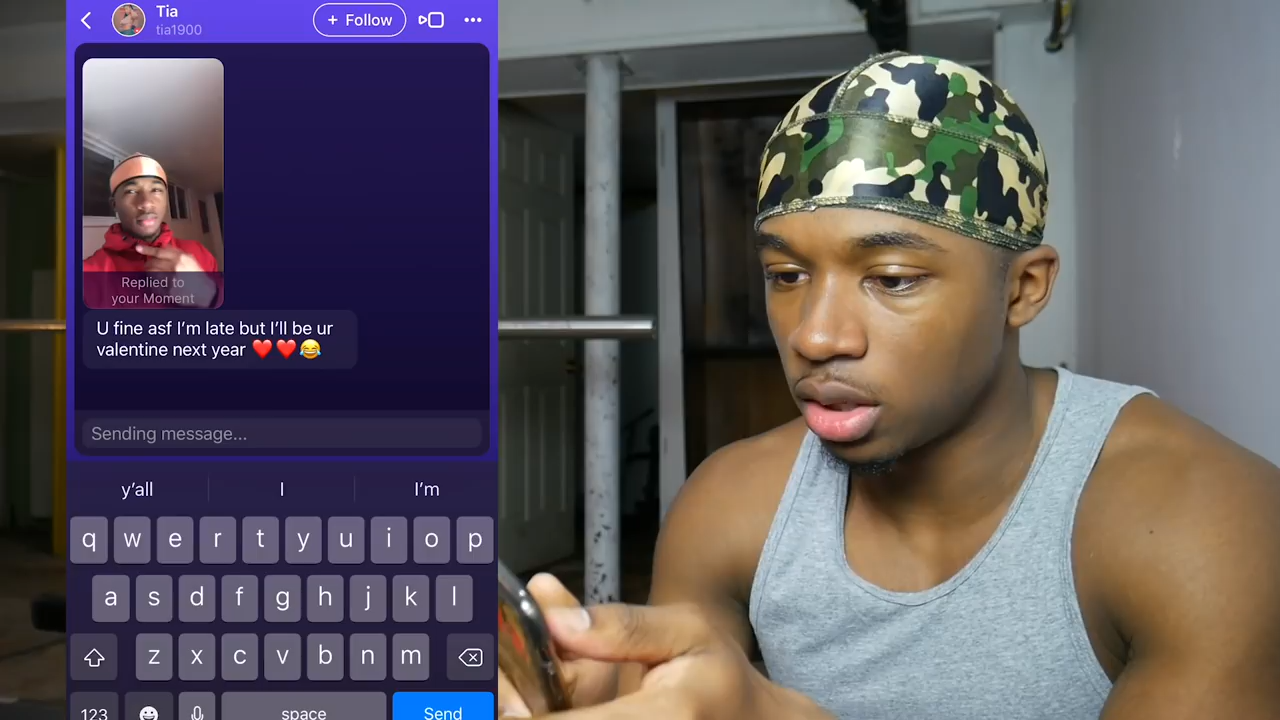 Tia
tia1900
+ Follow
Replied to
your Moment
U fine asf I'm late but I'll be ur
valentine next year ❤️❤️😂
Sending message...
y'all I I'm
q w e r t y u i o p
a s d f g h j k l
z x c v b n m
123 space Send